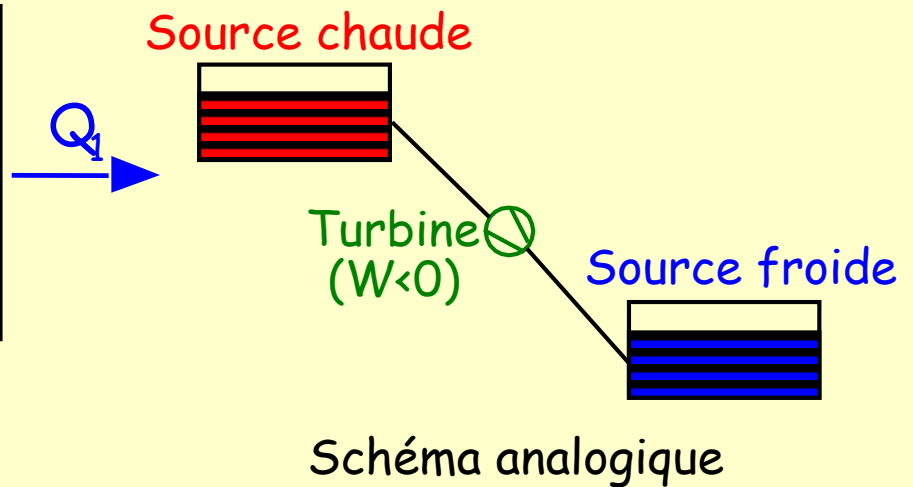 Source chaude
Q1
Turbine
(W<0)
Source froide
Schéma analogique